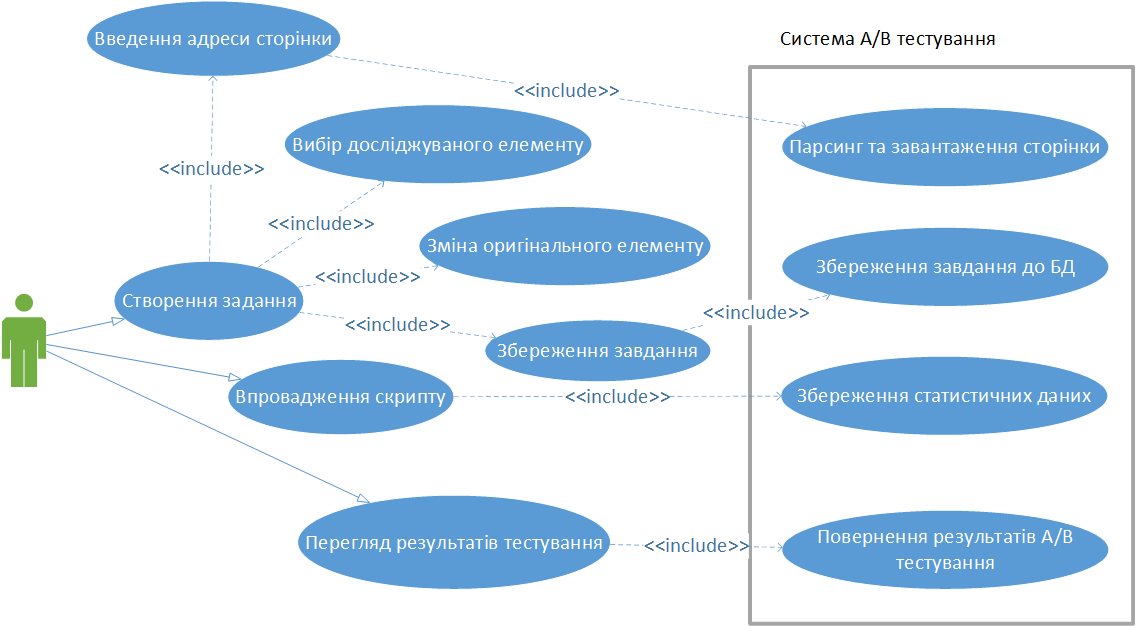 Введення адреси сторінки
Система А/В тестування
<<include>>
Вибір досліджуваного елементу
Парсинг та завантаження сторінки
<<include>>
<<include>>
Зміна оригінального елементу
Збереження завдання до БД
<<include>>
Створення задання
<<include>>
<<include>>
Збереження завдання
Впровадження скрипту
<<include>>
Збереження статистичних даних
Перегляд результатів тестування
<<include>>
Повернення результатів А/В
тестування